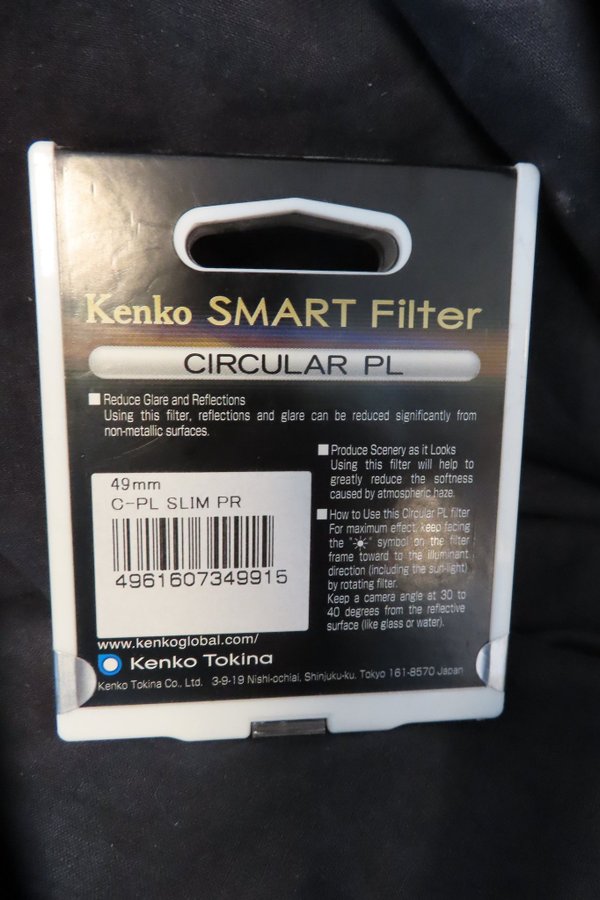 Kenko SMART Filter
CIRCULAR PL
Reduce Glare and Reflections
Using this filter, reflections and glare can be reduced significantly from
non-metallic surfaces.
Produce Scenery as it Looks
Using this filter will help to
greatly reduce the softness
caused by atmospheric haze.
How to Use this Circular PL filter
For maximum effect, keep facing
the "☀" symbol on the filter
frame toward to the illuminant
direction (including the sun-light)
by rotating filter.
Keep a camera angle at 30 to
40 degrees from the reflective
surface (like glass or water).
49mm
C-PL SLIM PR
4961607349915
www.kenkoglobal.com/
Kenko Tokina
Kenko Tokina Co., Ltd. 3-9-19 Nishi-ochiai, Shinjuku-ku, Tokyo 161-8570 Japan